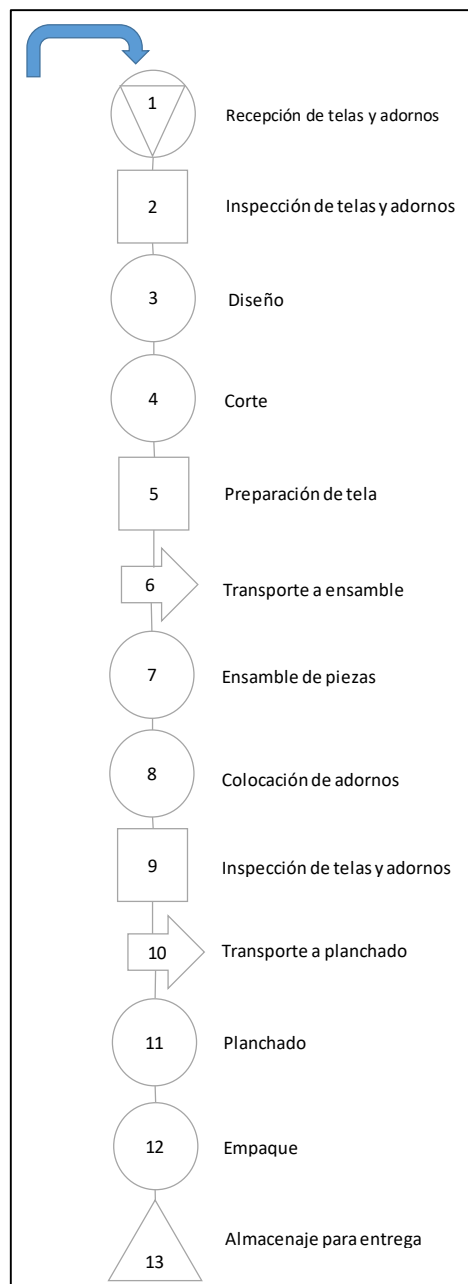 1 Recepción de telas y adornos
2 Inspección de telas y adornos
3 Diseño
4 Corte
5 Preparación de tela
6 Transporte a ensamble
7 Ensamble de piezas
8 Colocación de adornos
9 Inspección de telas y adornos
10 Transporte a planchado
11 Planchado
12 Empaque
13 Almacenaje para entrega